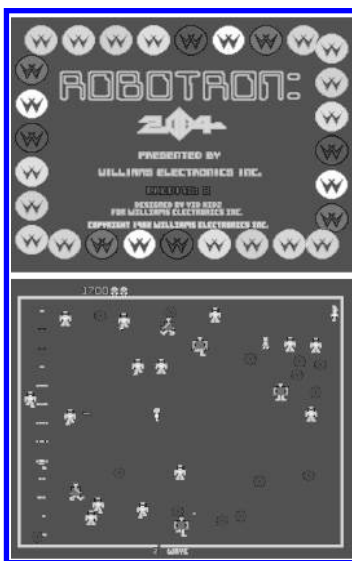 ROBOTRON:
2084
PRESENTED BY
WILLIAMS ELECTRONICS INC.
DESIGNED BY VID KIDZ
FOR WILLIAMS ELECTRONICS INC.
COPYRIGHT 1982 WILLIAMS ELECTRONICS INC.
1700
2 WAVE